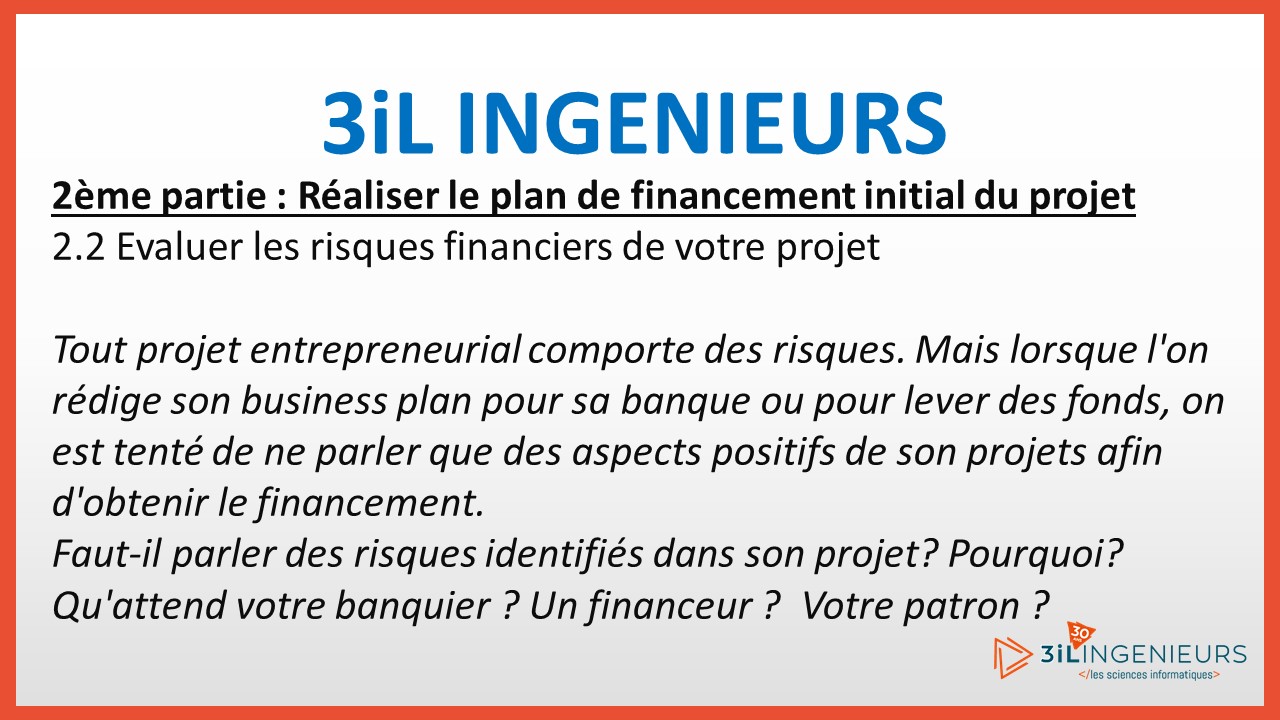 3iL INGENIEURS
2ème partie : Réaliser le plan de financement initial du projet
2.2 Evaluer les risques financiers de votre projet
Tout projet entrepreneurial comporte des risques. Mais lorsque l'on
rédige son business plan pour sa banque ou pour lever des fonds, on
est tenté de ne parler que des aspects positifs de son projets afin
d'obtenir le financement.
Faut-il parler des risques identifiés dans son projet? Pourquoi?
Qu'attend votre banquier ? Un financeur ? Votre patron ?
30
3iLINGENIEURS
</les sciences informatiques>